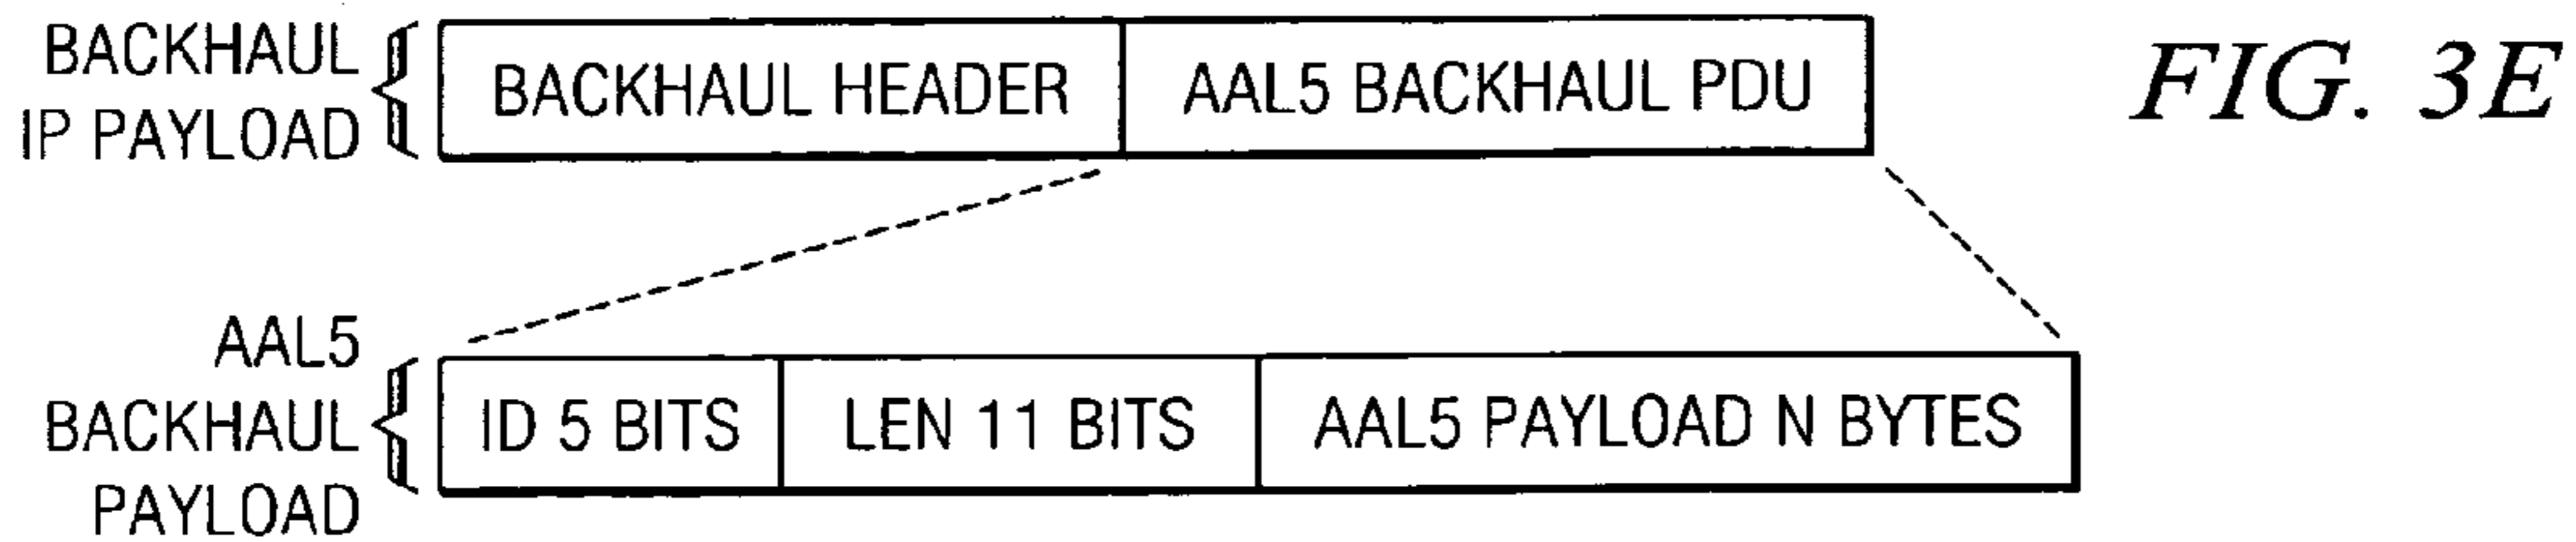 BACKHAUL
IP PAYLOAD
BACKHAUL HEADER
AAL5 BACKHAUL PDU
FIG. 3E
AAL5
BACKHAUL
PAYLOAD
ID 5 BITS
LEN 11 BITS
AAL5 PAYLOAD N BYTES